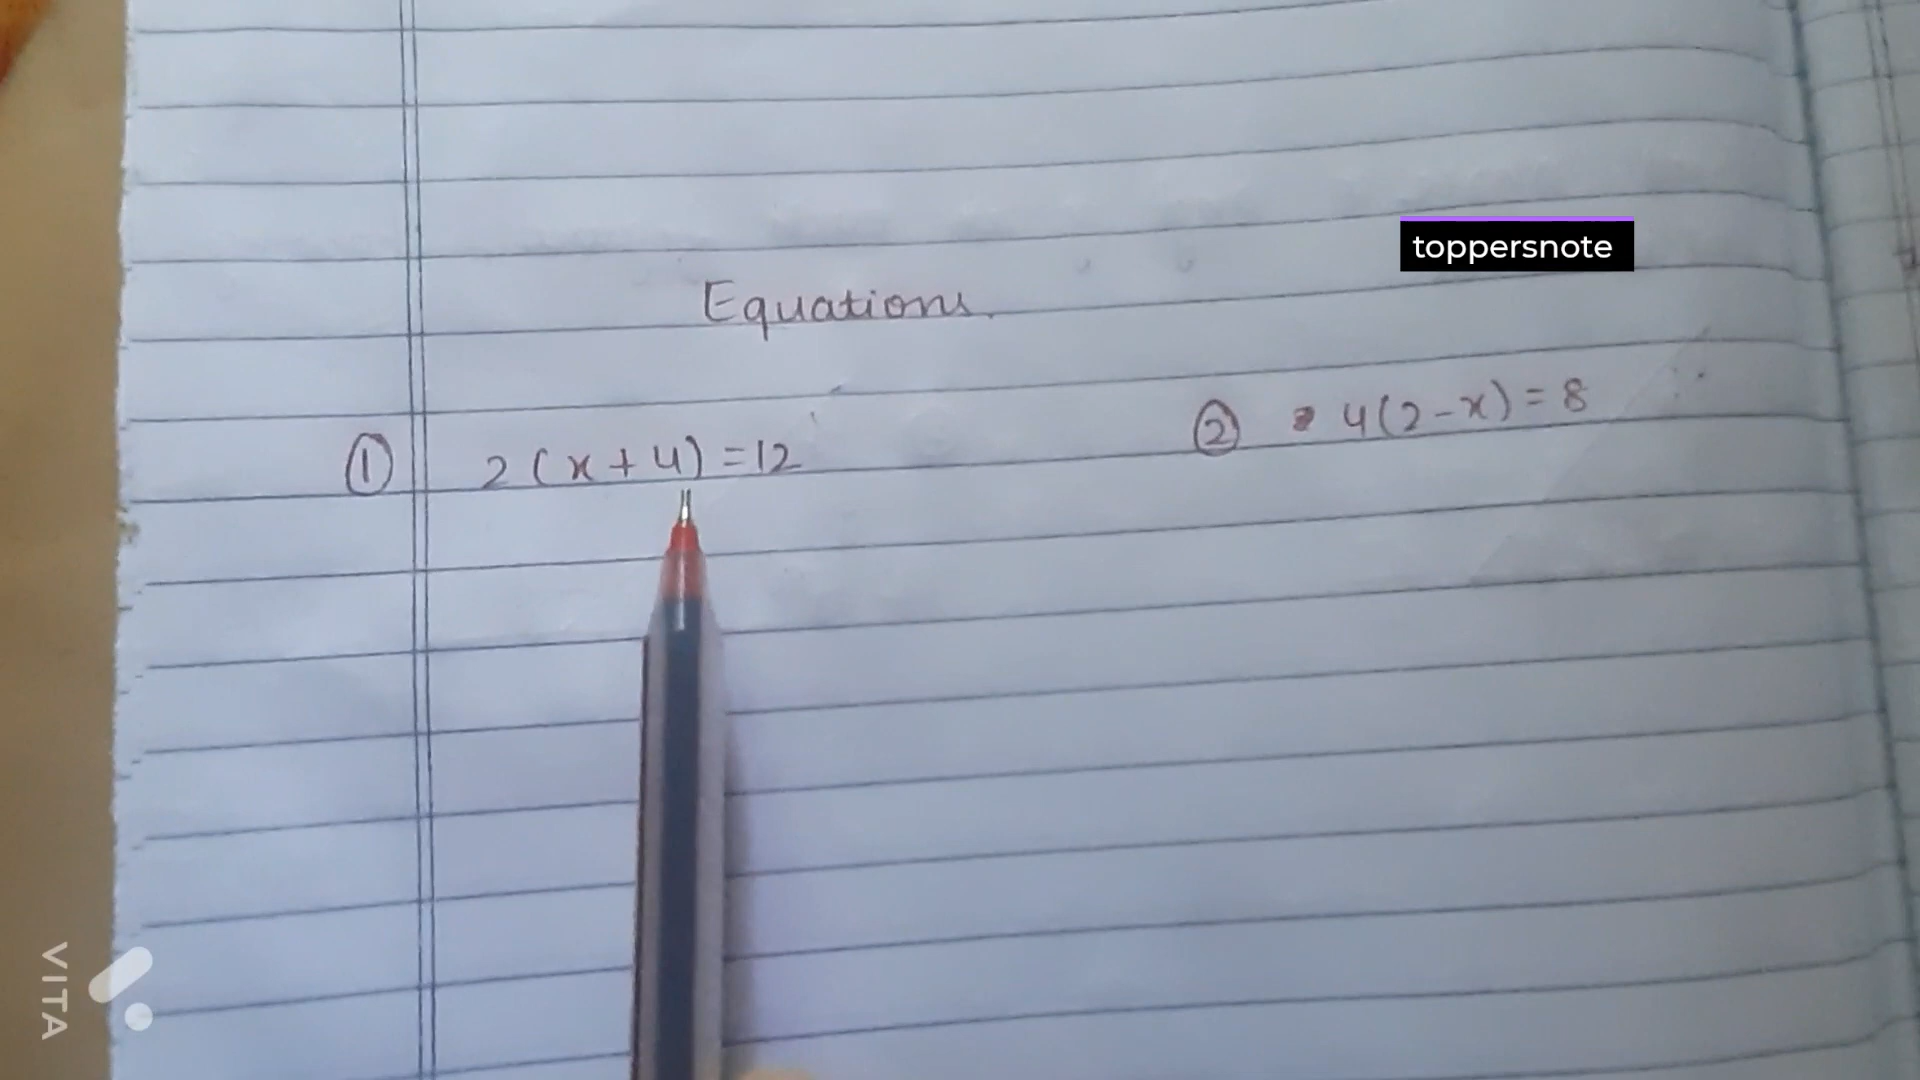 toppersnote
Equations.
① 2(x+4)=12
② 4(2-x)=8
VITA